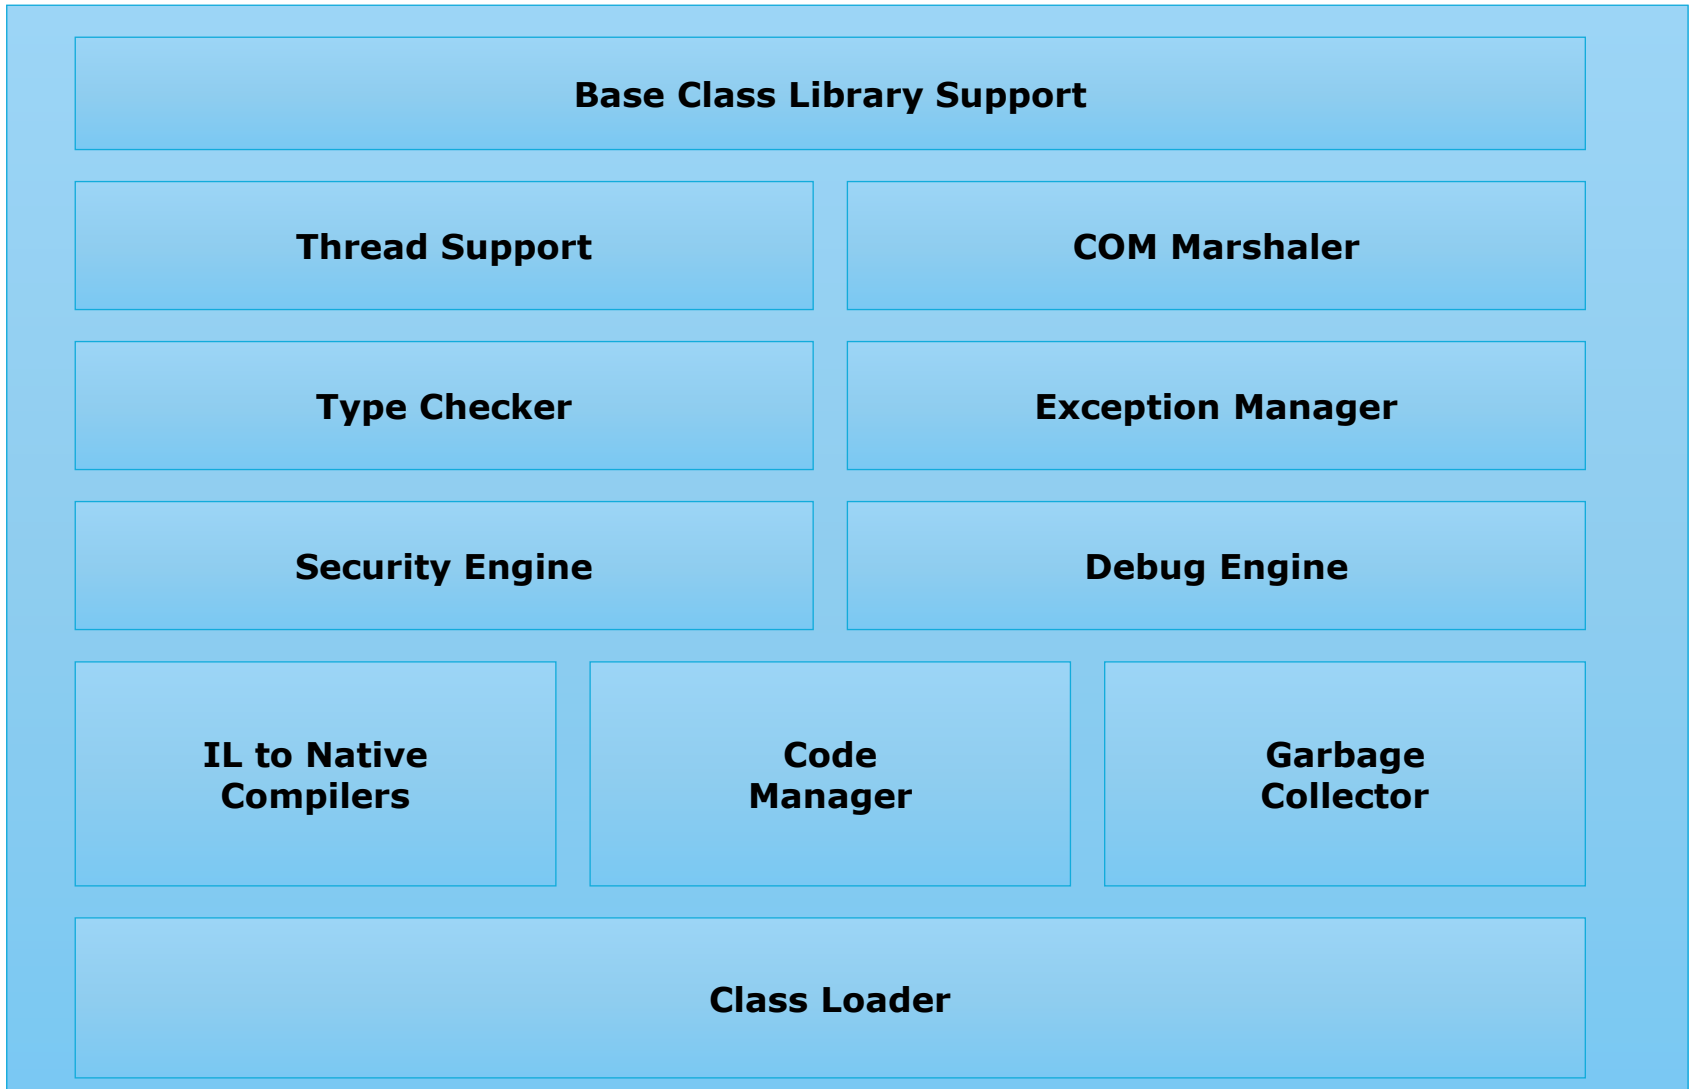 Base Class Library Support
Thread Support
COM Marshaler
Type Checker
Exception Manager
Security Engine
Debug Engine
IL to Native
Compilers
Code
Manager
Garbage
Collector
Class Loader